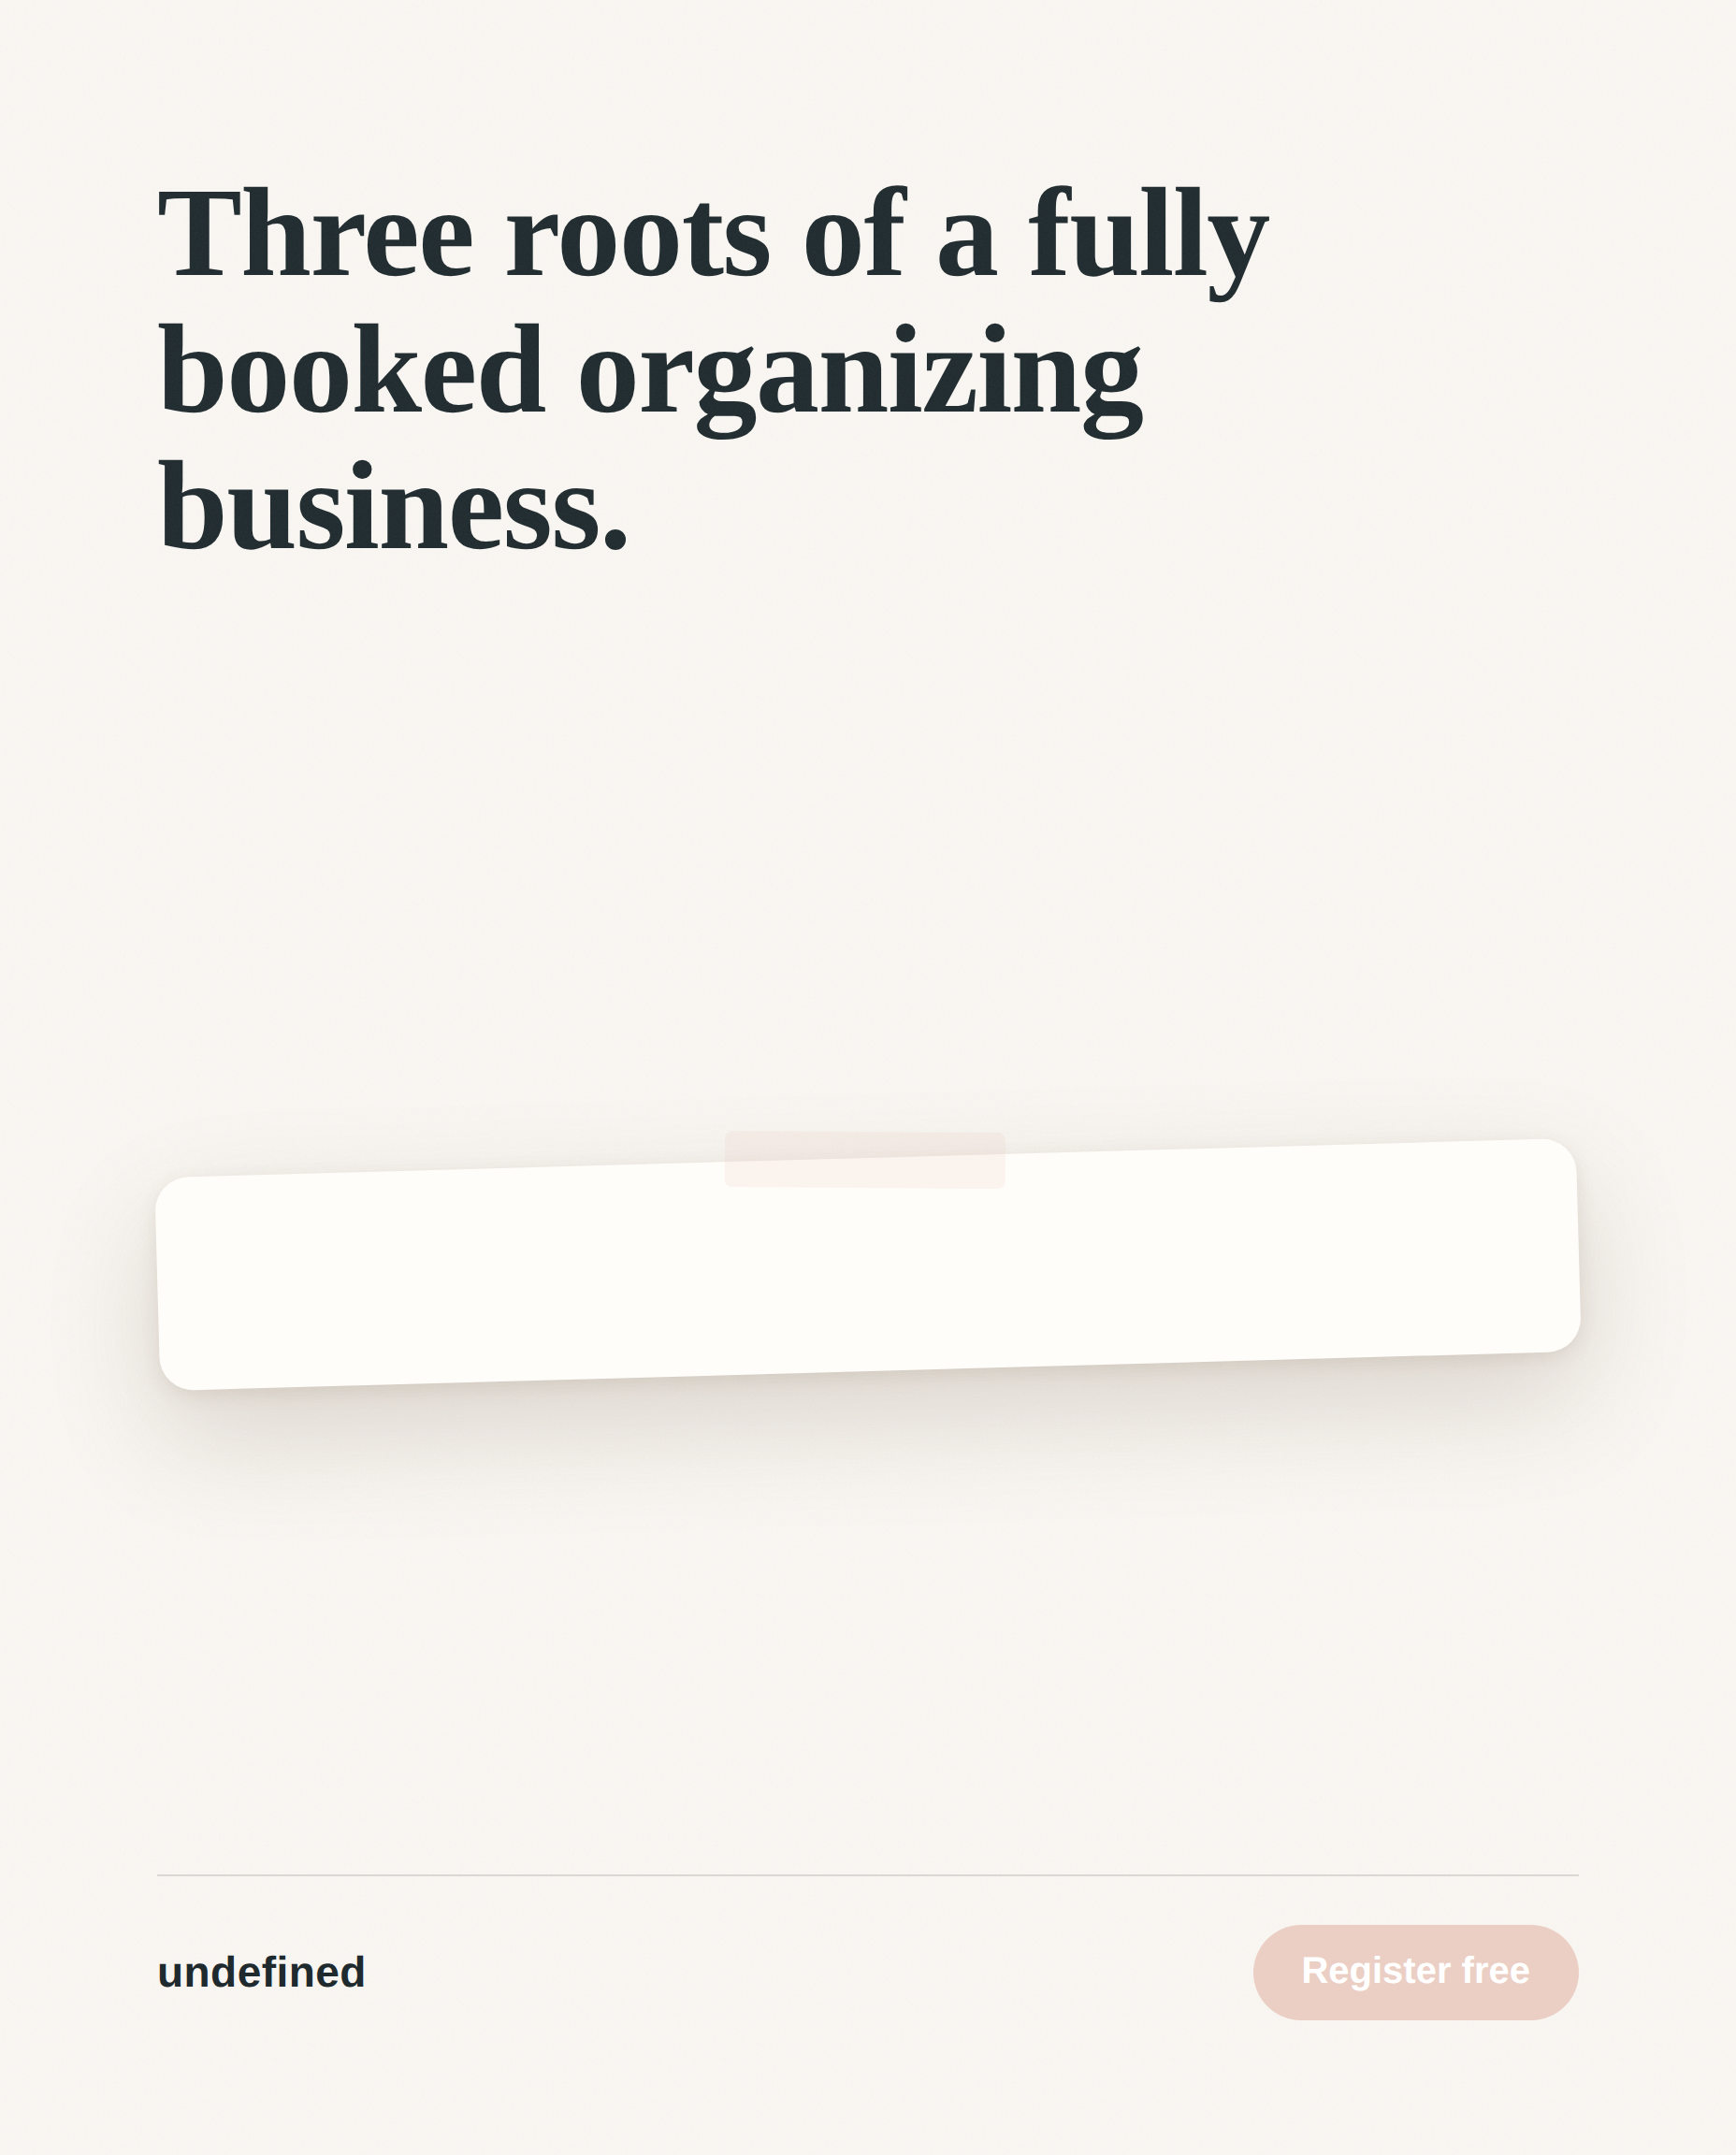 Three roots of a fully
booked organizing
business.
undefined
Register free